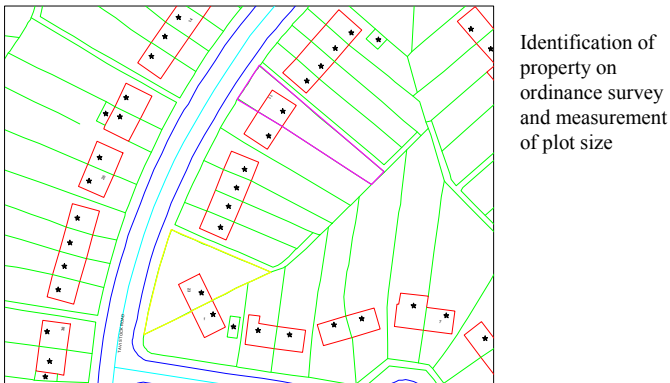 Identification of
property on
ordinance survey
and measurement
of plot size